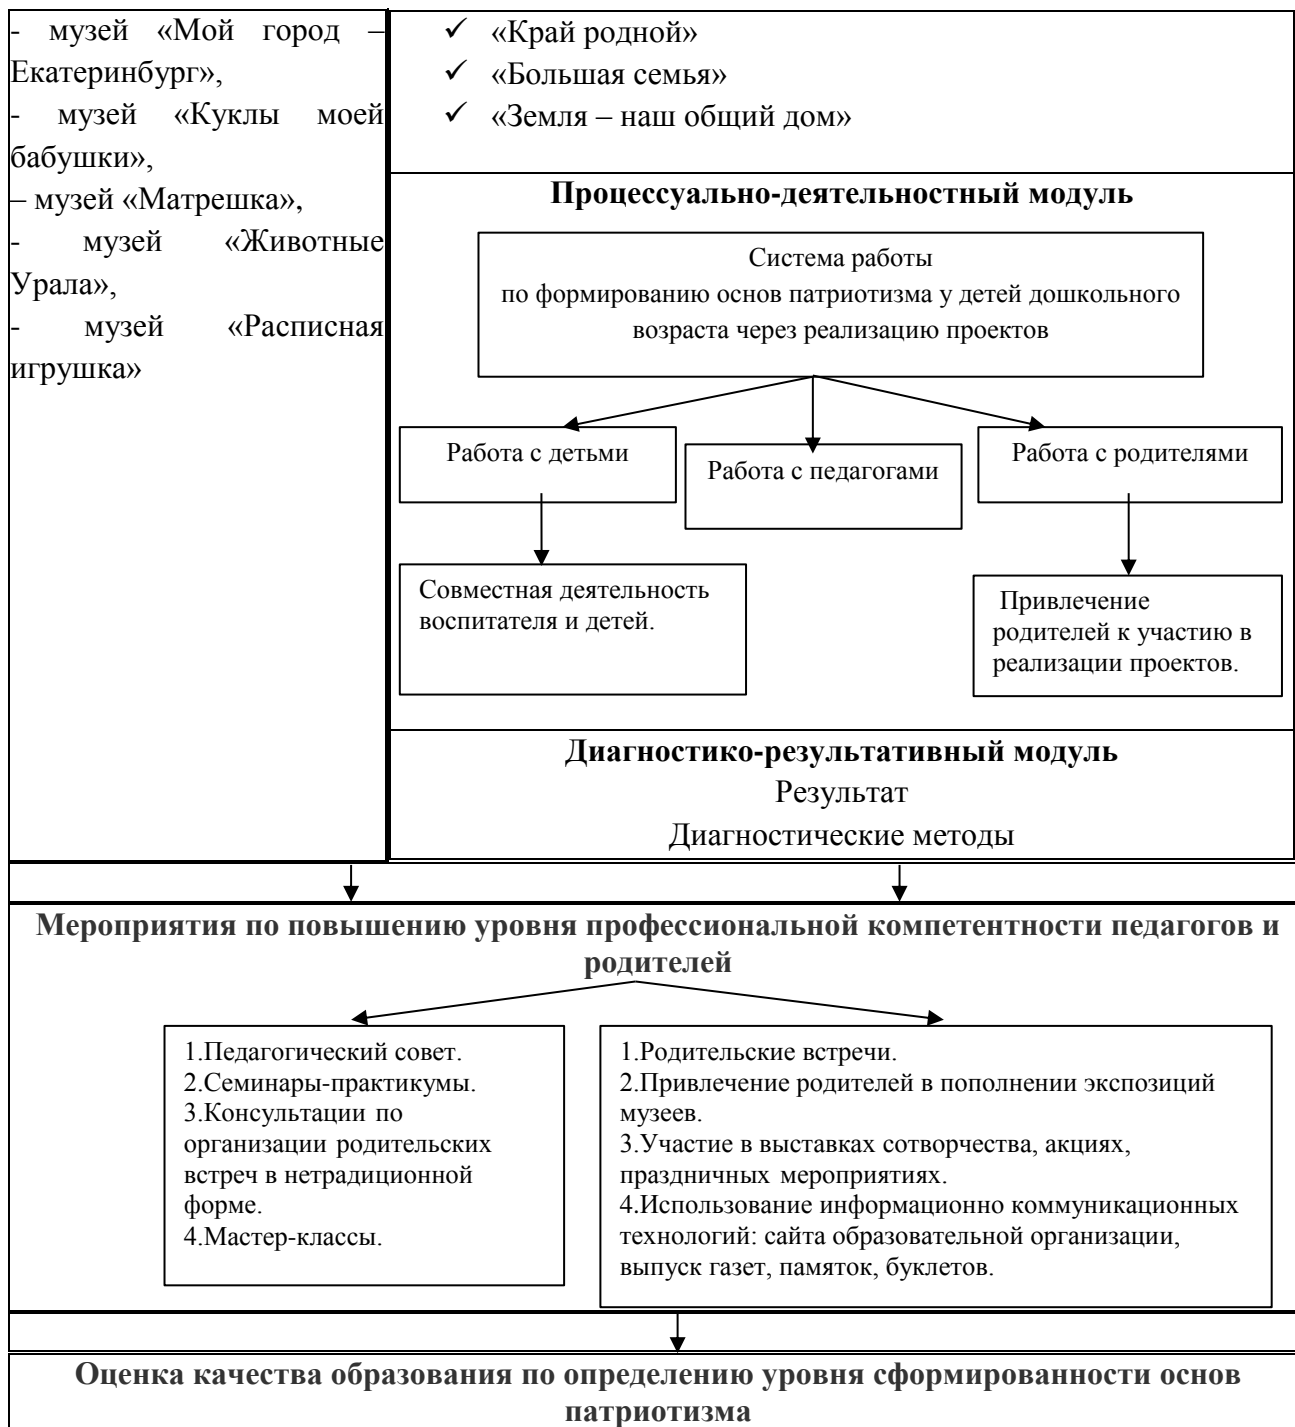 - музей «Мой город –
Екатеринбург»,
- музей «Куклы моей
бабушки»,
– музей «Матрешка»,
- музей «Животные
Урала»,
- музей «Расписная
игрушка»
✓ «Край родной»
✓ «Большая семья»
✓ «Земля – наш общий дом»
Процессуально-деятельностный модуль
Система работы
по формированию основ патриотизма у детей дошкольного
возраста через реализацию проектов
Работа с детьми
Работа с педагогами
Работа с родителями
Совместная деятельность
воспитателя и детей.
Привлечение
родителей к участию в
реализации проектов.
Диагностико-результативный модуль
Результат
Диагностические методы
Мероприятия по повышению уровня профессиональной компетентности педагогов и
родителей
1.Педагогический совет.
2.Семинары-практикумы.
3.Консультации по
организации родительских
встреч в нетрадиционной
форме.
4.Мастер-классы.
1.Родительские встречи.
2.Привлечение родителей в пополнении экспозиций
музеев.
3.Участие в выставках сотворчества, акциях,
праздничных мероприятиях.
4.Использование информационно коммуникационных
технологий: сайта образовательной организации,
выпуск газет, памяток, буклетов.
Оценка качества образования по определению уровня сформированности основ
патриотизма